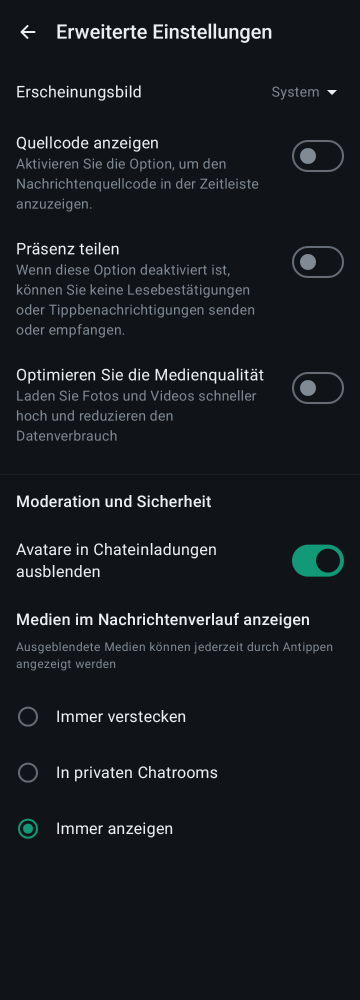 Erweiterte Einstellungen
Erscheinungsbild
System
Quellcode anzeigen
Aktivieren Sie die Option, um den
Nachrichtenquellcode in der Zeitleiste
anzuzeigen.
Präsenz teilen
Wenn diese Option deaktiviert ist,
können Sie keine Lesebestätigungen
oder Tippbenachrichtigungen senden
oder empfangen.
Optimieren Sie die Medienqualität
Laden Sie Fotos und Videos schneller
hoch und reduzieren den
Datenverbrauch
Moderation und Sicherheit
Avatare in Chateinladungen
ausblenden
Medien im Nachrichtenverlauf anzeigen
Ausgeblendete Medien können jederzeit durch Antippen
angezeigt werden
Immer verstecken
In privaten Chatrooms
Immer anzeigen